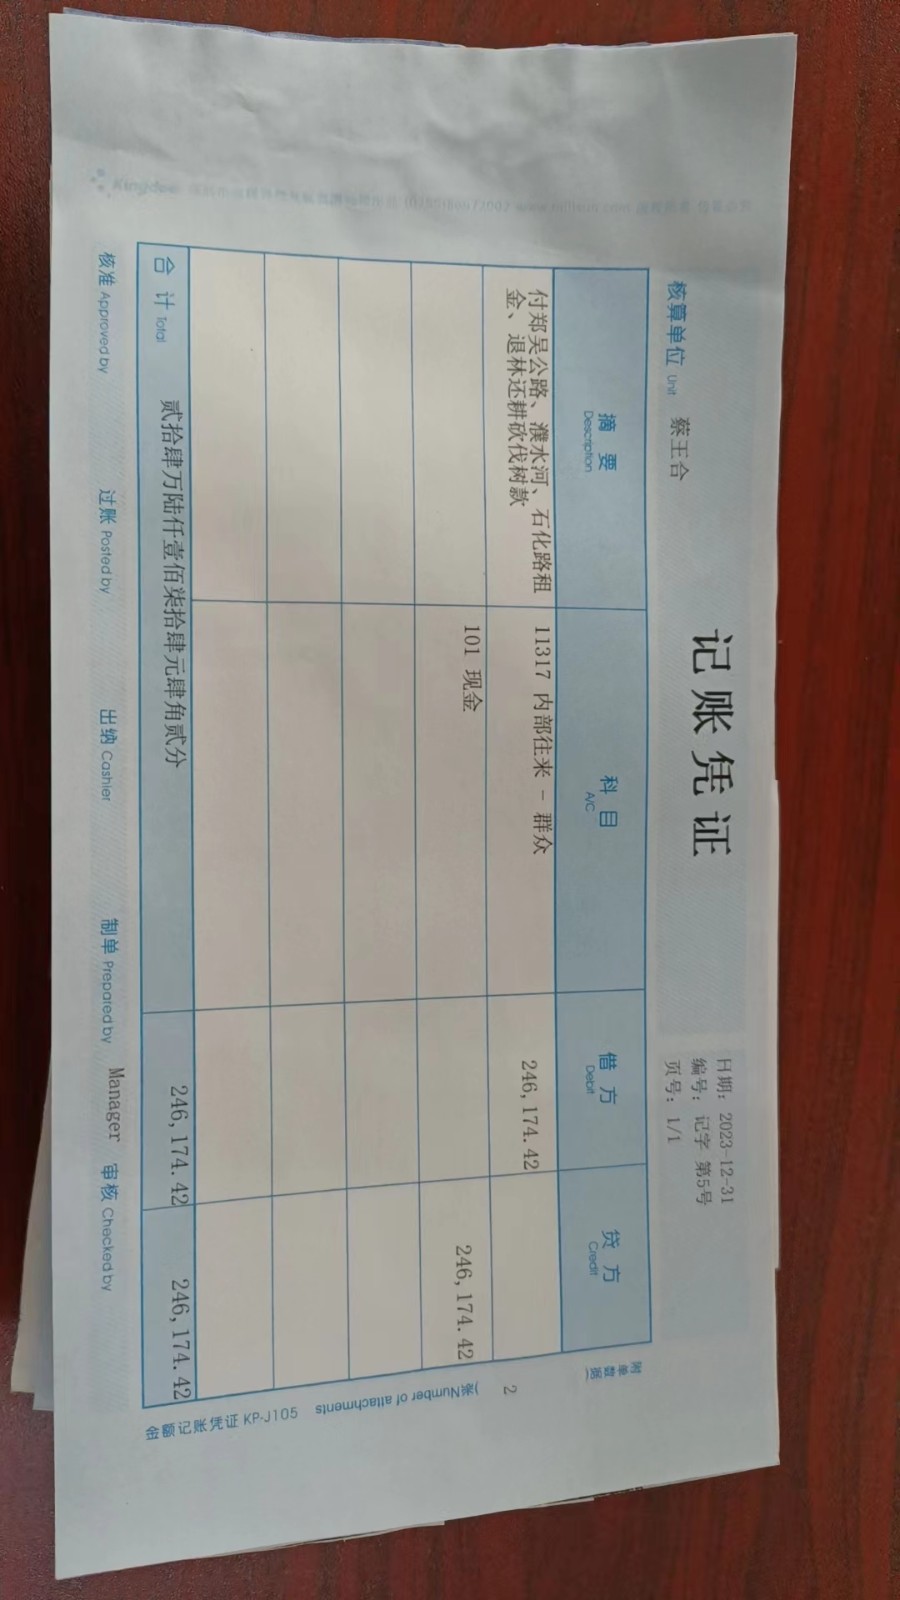 记账凭证
核算单位 Unit 蔡王合
日期：2023-12-31
编号：记字 第5号
页号：1/1
摘 要 Description
科 目 A/C
借 方 Debit
贷 方 Credit
附单据数
付郑吴公路、濮水河、石化路租
金、退林还耕砍伐树款
11317 内部往来 - 群众
246,174.42
101 现金
246,174.42
合 计 Total 贰拾肆万陆仟壹佰柒拾肆元肆角贰分 246,174.42 246,174.42
2
张 Number of attachments)
金额记账凭证 KP-J105
核准 Approved by 过账 Posted by 出纳 Cashier 制单 Prepared by Manager 审核 Checked by
Kingdee